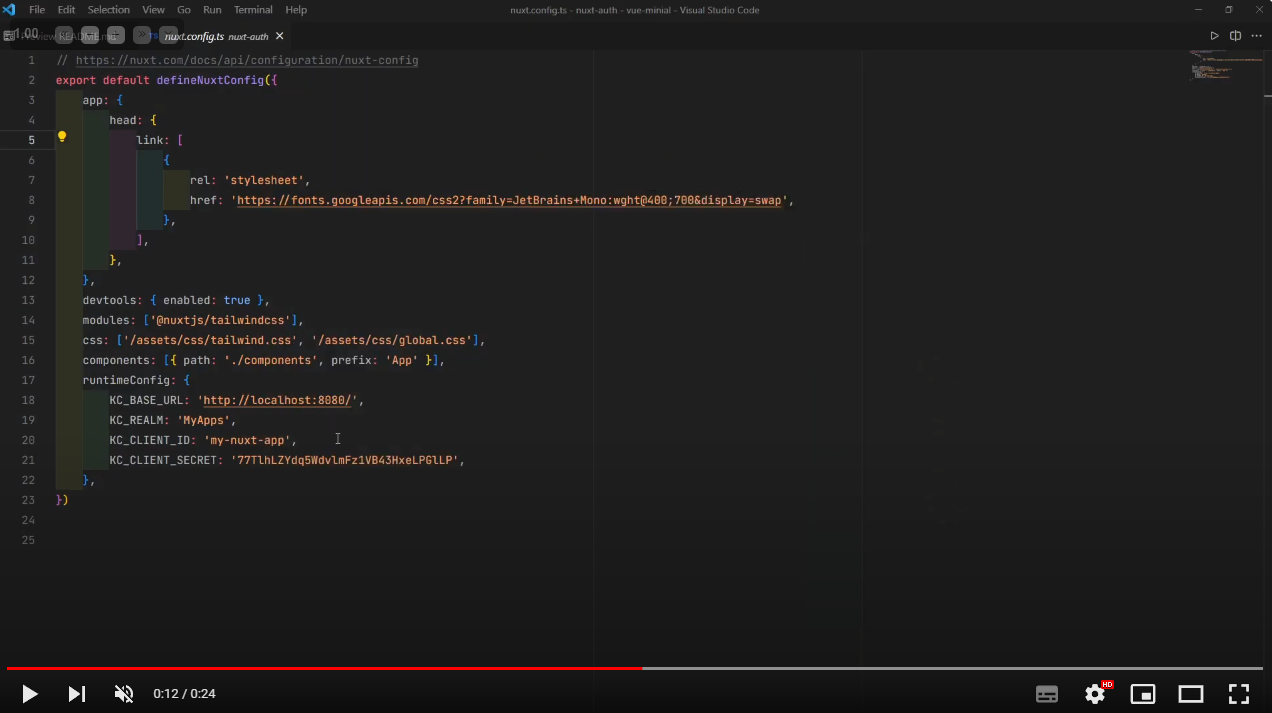 File Edit Selection View Go Run Terminal Help
nuxt.config.ts - nuxt-auth - vue-minial - Visual Studio Code
1.00
Preview README.md
TS nuxt.config.ts nuxt-auth
1 // https://nuxt.com/docs/api/configuration/nuxt-config
2 export default defineNuxtConfig({
3 app: {
4 head: {
5 link: [
6 {
7 rel: 'stylesheet',
8 href: 'https://fonts.googleapis.com/css2?family=JetBrains+Mono:wght@400;700&display=swap',
9 },
10 ],
11 },
12 },
13 devtools: { enabled: true },
14 modules: ['@nuxtjs/tailwindcss'],
15 css: ['/assets/css/tailwind.css', '/assets/css/global.css'],
16 components: [{ path: './components', prefix: 'App' }],
17 runtimeConfig: {
18 KC_BASE_URL: 'http://localhost:8080/',
19 KC_REALM: 'MyApps',
20 KC_CLIENT_ID: 'my-nuxt-app',
21 KC_CLIENT_SECRET: '77TlhLZYdq5WdvlmFz1VB43HxeLPGlLP',
22 },
23 })
24
25
0:12 / 0:24
HD